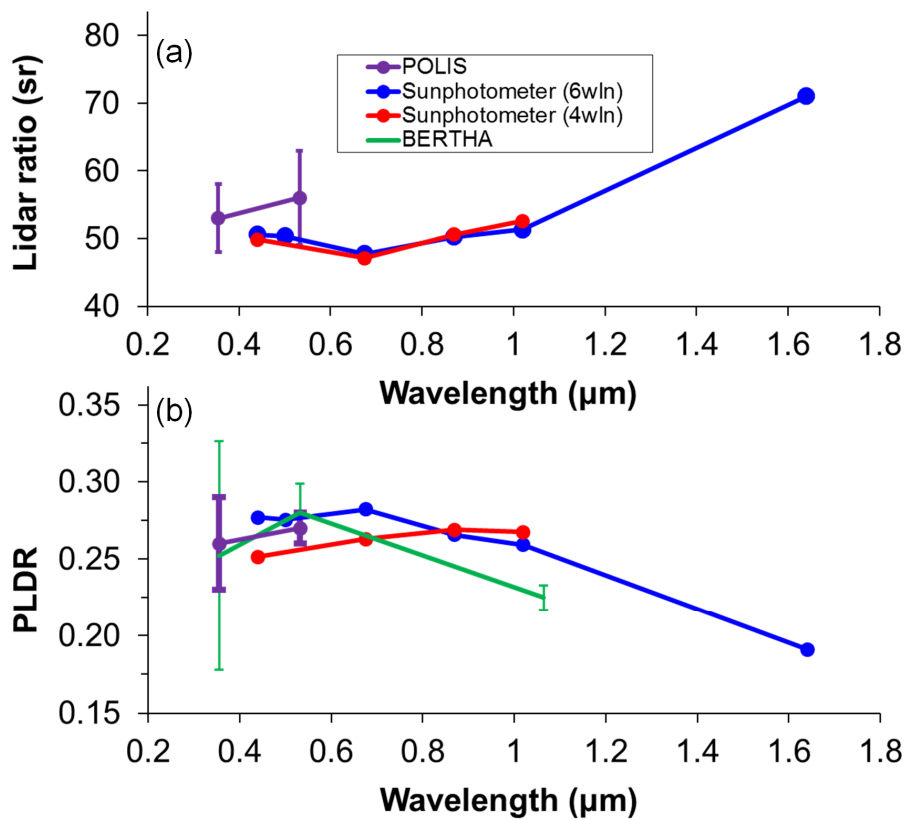 (a)
Lidar ratio (sr)
80
70
60
50
40
POLIS
Sunphotometer (6wln)
Sunphotometer (4wln)
BERTHA
0.2 0.4 0.6 0.8 1 1.2 1.4 1.6 1.8
Wavelength (µm)
(b)
PLDR
0.35
0.30
0.25
0.20
0.15
0.2 0.4 0.6 0.8 1 1.2 1.4 1.6 1.8
Wavelength (µm)